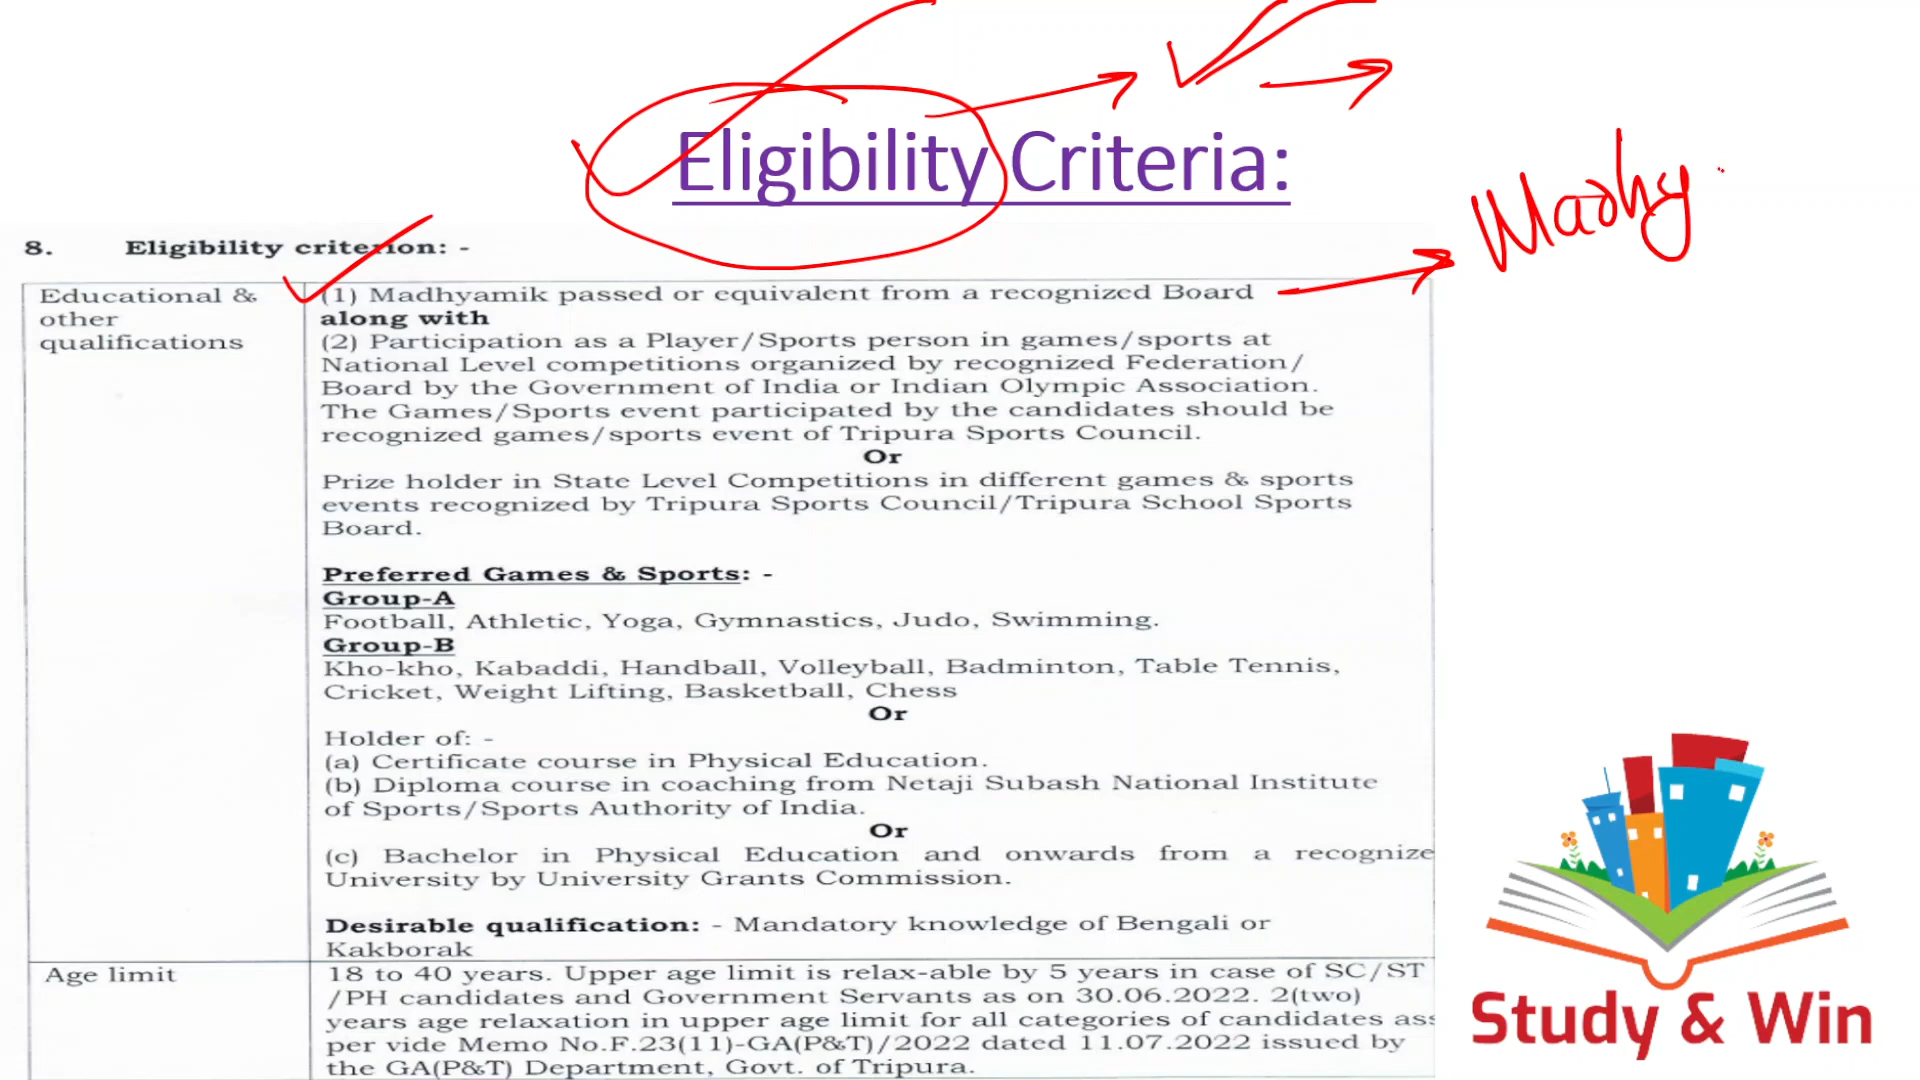 Eligibility Criteria:
Madhy
8. Eligibility criterion: -
Educational & other qualifications
(1) Madhyamik passed or equivalent from a recognized Board
along with
(2) Participation as a Player/Sports person in games/sports at
National Level competitions organized by recognized Federation/
Board by the Government of India or Indian Olympic Association.
The Games/Sports event participated by the candidates should be
recognized games/sports event of Tripura Sports Council.
Or
Prize holder in State Level Competitions in different games & sports
events recognized by Tripura Sports Council/Tripura School Sports
Board.
Preferred Games & Sports: -
Group-A
Football, Athletic, Yoga, Gymnastics, Judo, Swimming.
Group-B
Kho-kho, Kabaddi, Handball, Volleyball, Badminton, Table Tennis,
Cricket, Weight Lifting, Basketball, Chess
Or
Holder of: -
(a) Certificate course in Physical Education.
(b) Diploma course in coaching from Netaji Subash National Institute
of Sports/Sports Authority of India.
Or
(c) Bachelor in Physical Education and onwards from a recognize
University by University Grants Commission.
Desirable qualification: - Mandatory knowledge of Bengali or
Kakborak
Age limit
18 to 40 years. Upper age limit is relax-able by 5 years in case of SC/ST
/PH candidates and Government Servants as on 30.06.2022. 2(two)
years age relaxation in upper age limit for all categories of candidates as
per vide Memo No.F.23(11)-GA(P&T)/2022 dated 11.07.2022 issued by
the GA(P&T) Department, Govt. of Tripura.
Study & Win